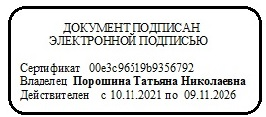 ДОКУМЕНТ ПОДПИСАН
ЭЛЕКТРОННОЙ ПОДПИСЬЮ
Сертификат 00e3c96519b9356792
Владелец Порошина Татьяна Николаевна
Действителен с 10.11.2021 по 09.11.2026